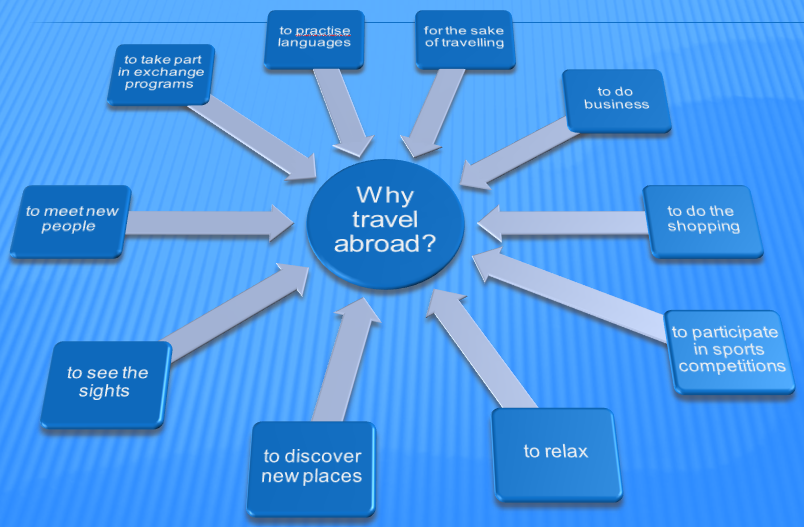 to practise
languages
for the sake
of travelling
to take part
in exchange
programs
to do
business
Why
travel
abroad?
to meet new
people
to do the
shopping
to participate
in sports
competitions
to see the
sights
to discover
new places
to relax